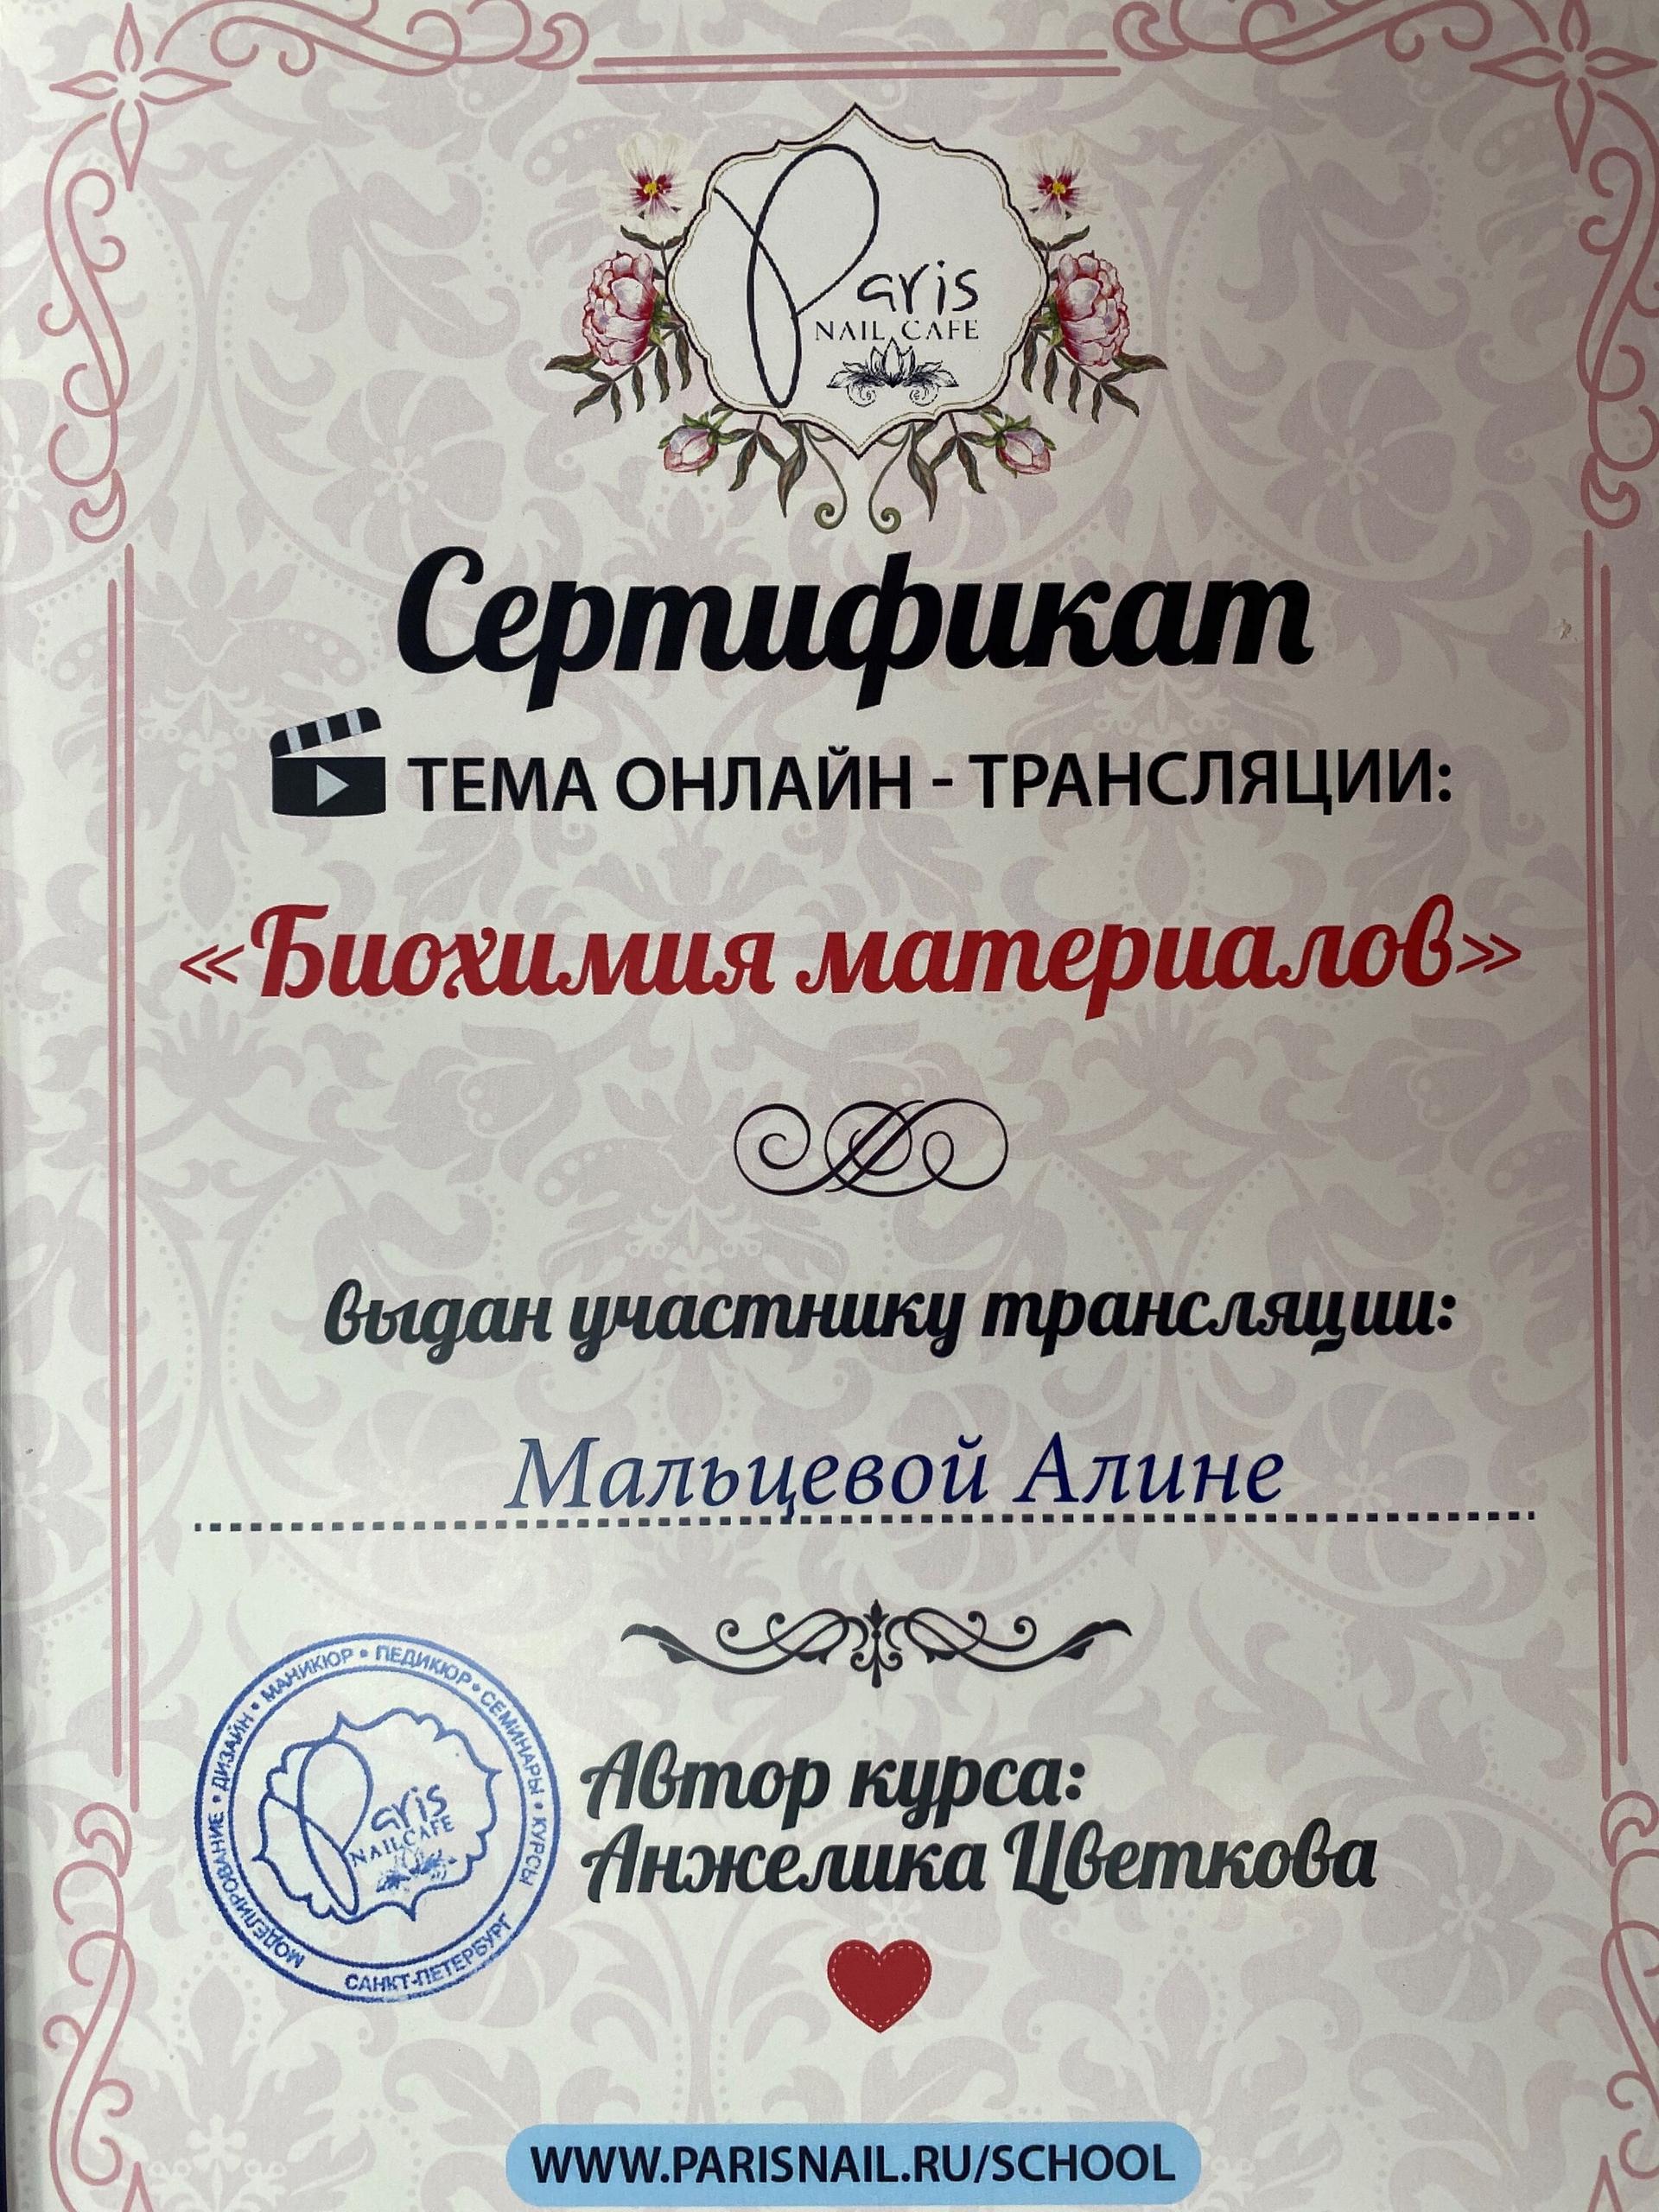 Paris
NAIL CAFE
Сертификат
ТЕМА ОНЛАЙН - ТРАНСЛЯЦИИ:
«Биохимия материалов»
выдан участнику трансляции:
Мальцевой Алине
МОДЕЛИРОВАНИЕ • ДИЗАЙН • МАНИКЮР • ПЕДИКЮР • СЕМИНАРЫ • КУРСЫ
Paris
NAIL CAFE
САНКТ-ПЕТЕРБУРГ
Автор курса:
Анжелика Цветкова
WWW.PARISNAIL.RU/SCHOOL